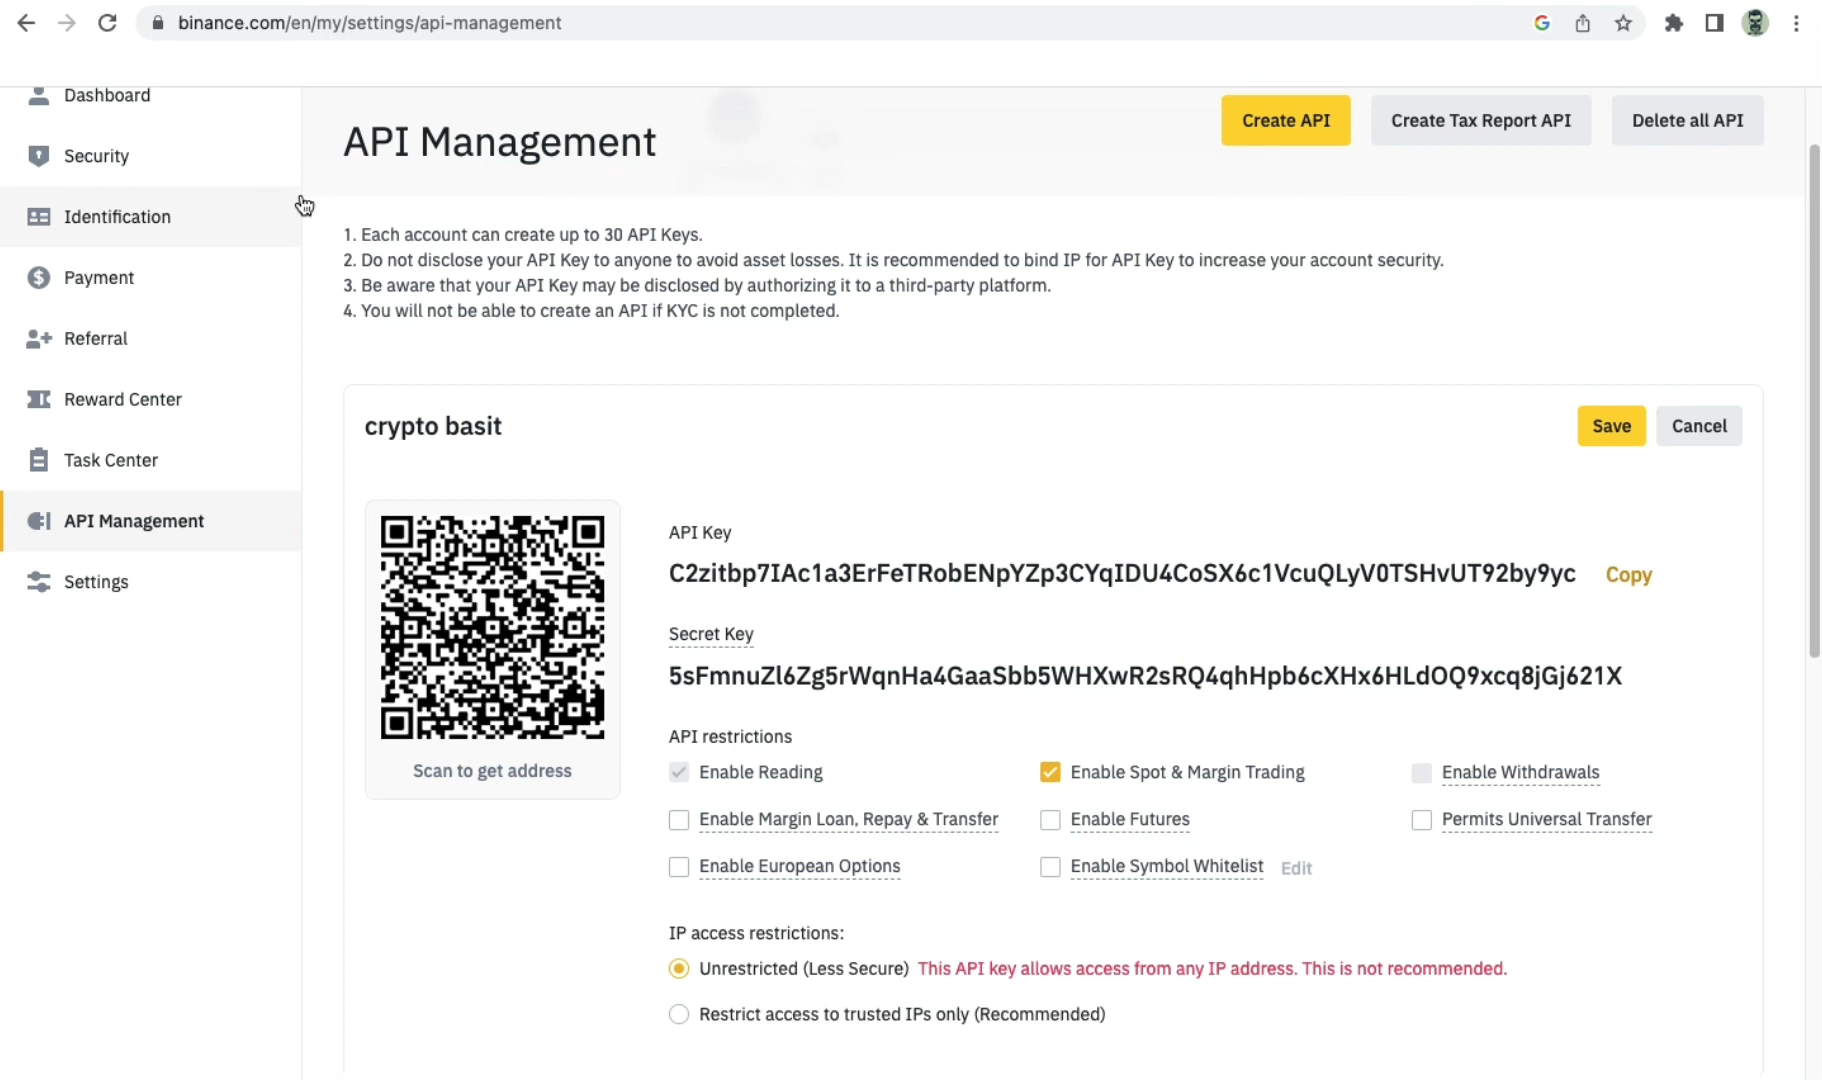 binance.com/en/my/settings/api-management
Dashboard
Security
Identification
Payment
Referral
Reward Center
Task Center
API Management
Settings
API Management
Create API
Create Tax Report API
Delete all API
1. Each account can create up to 30 API Keys.
2. Do not disclose your API Key to anyone to avoid asset losses. It is recommended to bind IP for API Key to increase your account security.
3. Be aware that your API Key may be disclosed by authorizing it to a third-party platform.
4. You will not be able to create an API if KYC is not completed.
crypto basit
Save
Cancel
Scan to get address
API Key
C2zitbp7IAc1a3ErFeTRobENpYZp3CYqIDU4CoSX6c1VcuQLyV0TSHvUT92by9yc
Copy
Secret Key
5sFmnuZl6Zg5rWqnHa4GaaSbb5WHXwR2sRQ4qhHpb6cXHx6HLdOQ9xcq8jGj621X
API restrictions
Enable Reading
Enable Spot & Margin Trading
Enable Withdrawals
Enable Margin Loan, Repay & Transfer
Enable Futures
Permits Universal Transfer
Enable European Options
Enable Symbol Whitelist
Edit
IP access restrictions:
Unrestricted (Less Secure) This API key allows access from any IP address. This is not recommended.
Restrict access to trusted IPs only (Recommended)